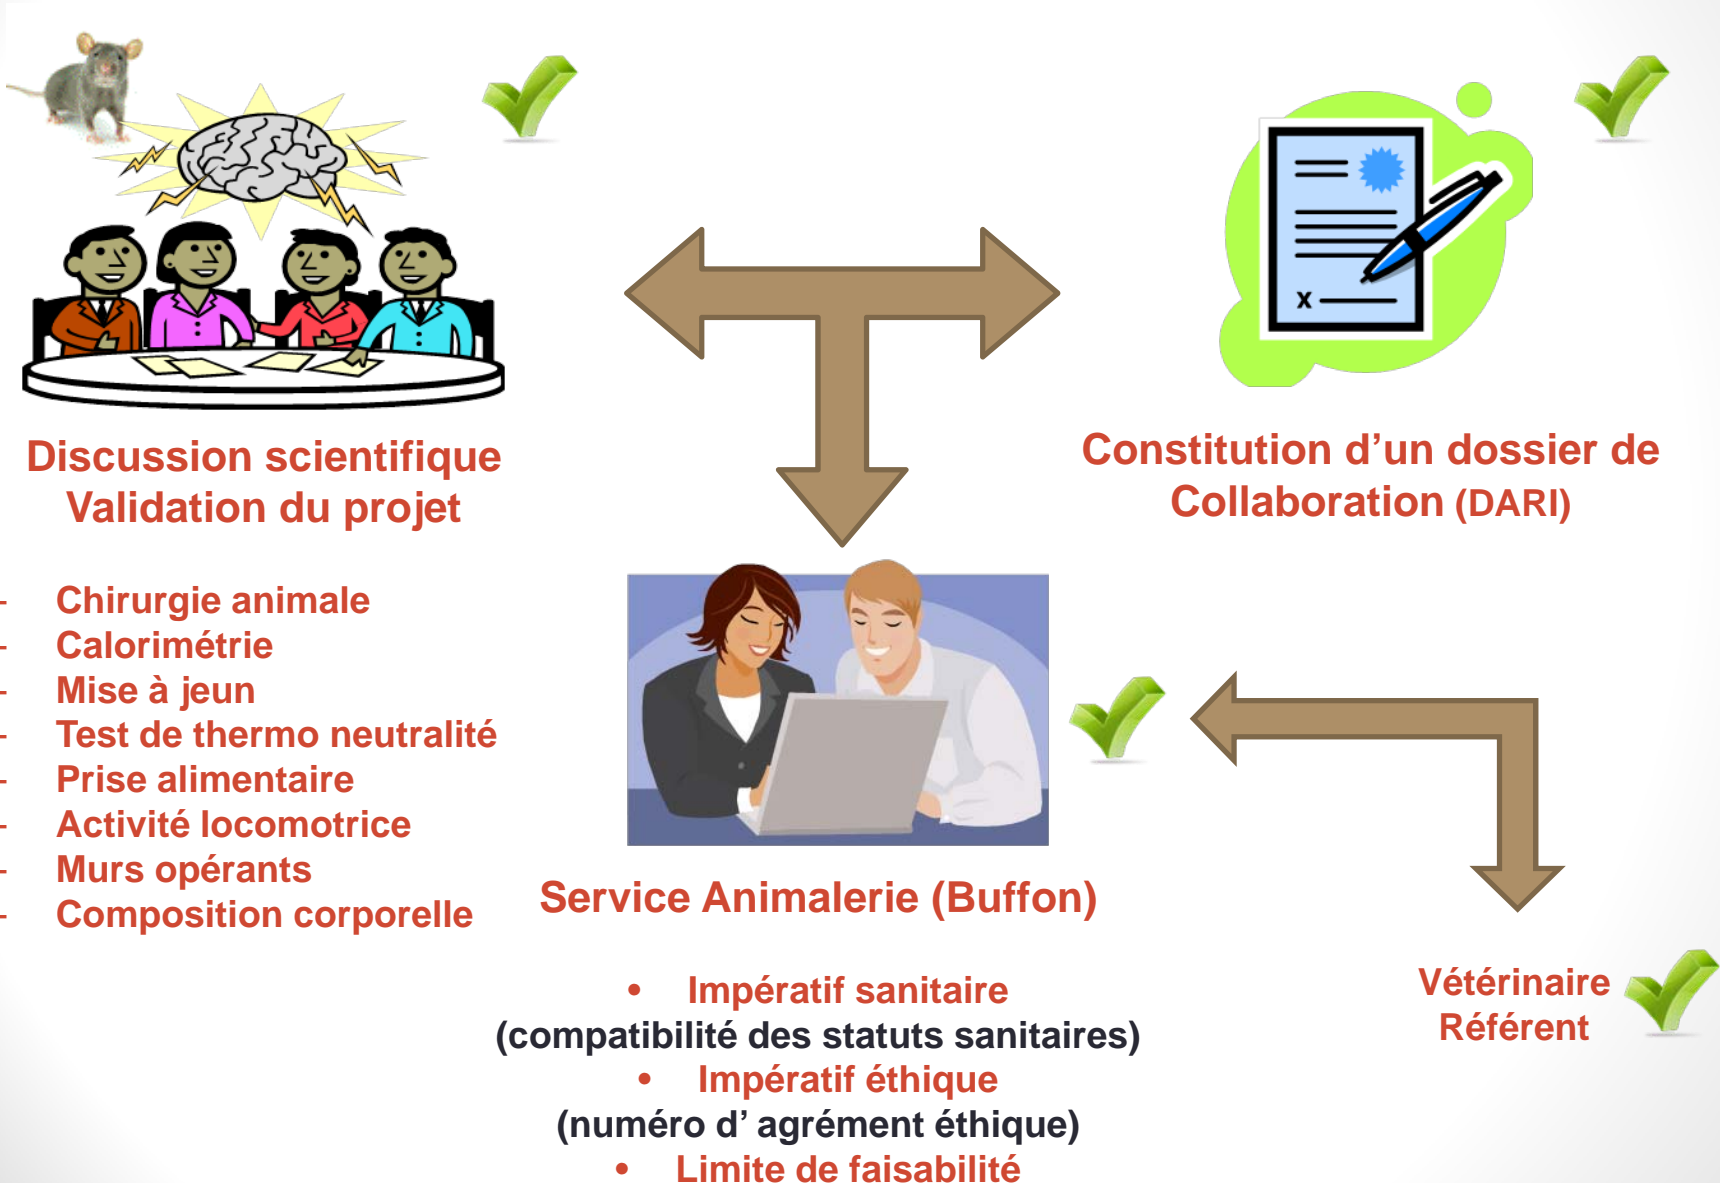 Discussion scientifique
Validation du projet
- Chirurgie animale
- Calorimétrie
- Mise à jeun
- Test de thermo neutralité
- Prise alimentaire
- Activité locomotrice
- Murs opérants
- Composition corporelle
X
Constitution d’un dossier de
Collaboration (DARI)
Service Animalerie (Buffon)
• Impératif sanitaire
(compatibilité des statuts sanitaires)
• Impératif éthique
(numéro d’ agrément éthique)
• Limite de faisabilité
Vétérinaire
Référent